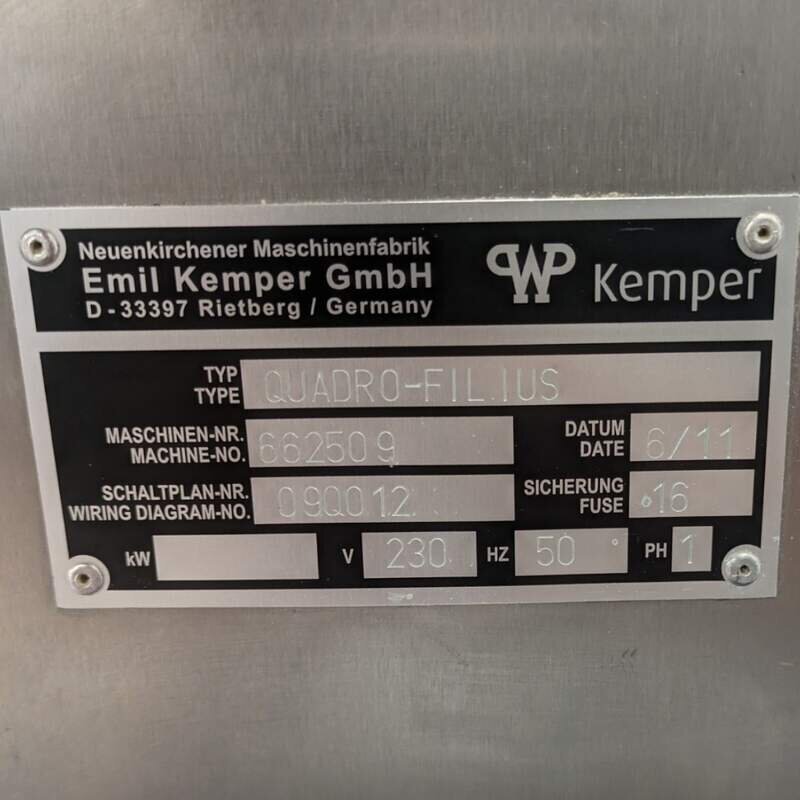 Neuenkirchener Maschinenfabrik
Emil Kemper GmbH
D-33397 Rietberg / Germany
WP Kemper
TYP
TYPE QUADRO-FILIUS
MASCHINEN-NR.
MACHINE-NO. 662509
DATUM
DATE 6/11
SCHALTPLAN-NR.
WIRING DIAGRAM-NO. 09Q012
SICHERUNG
FUSE 16
kW V 230 HZ 50 PH 1